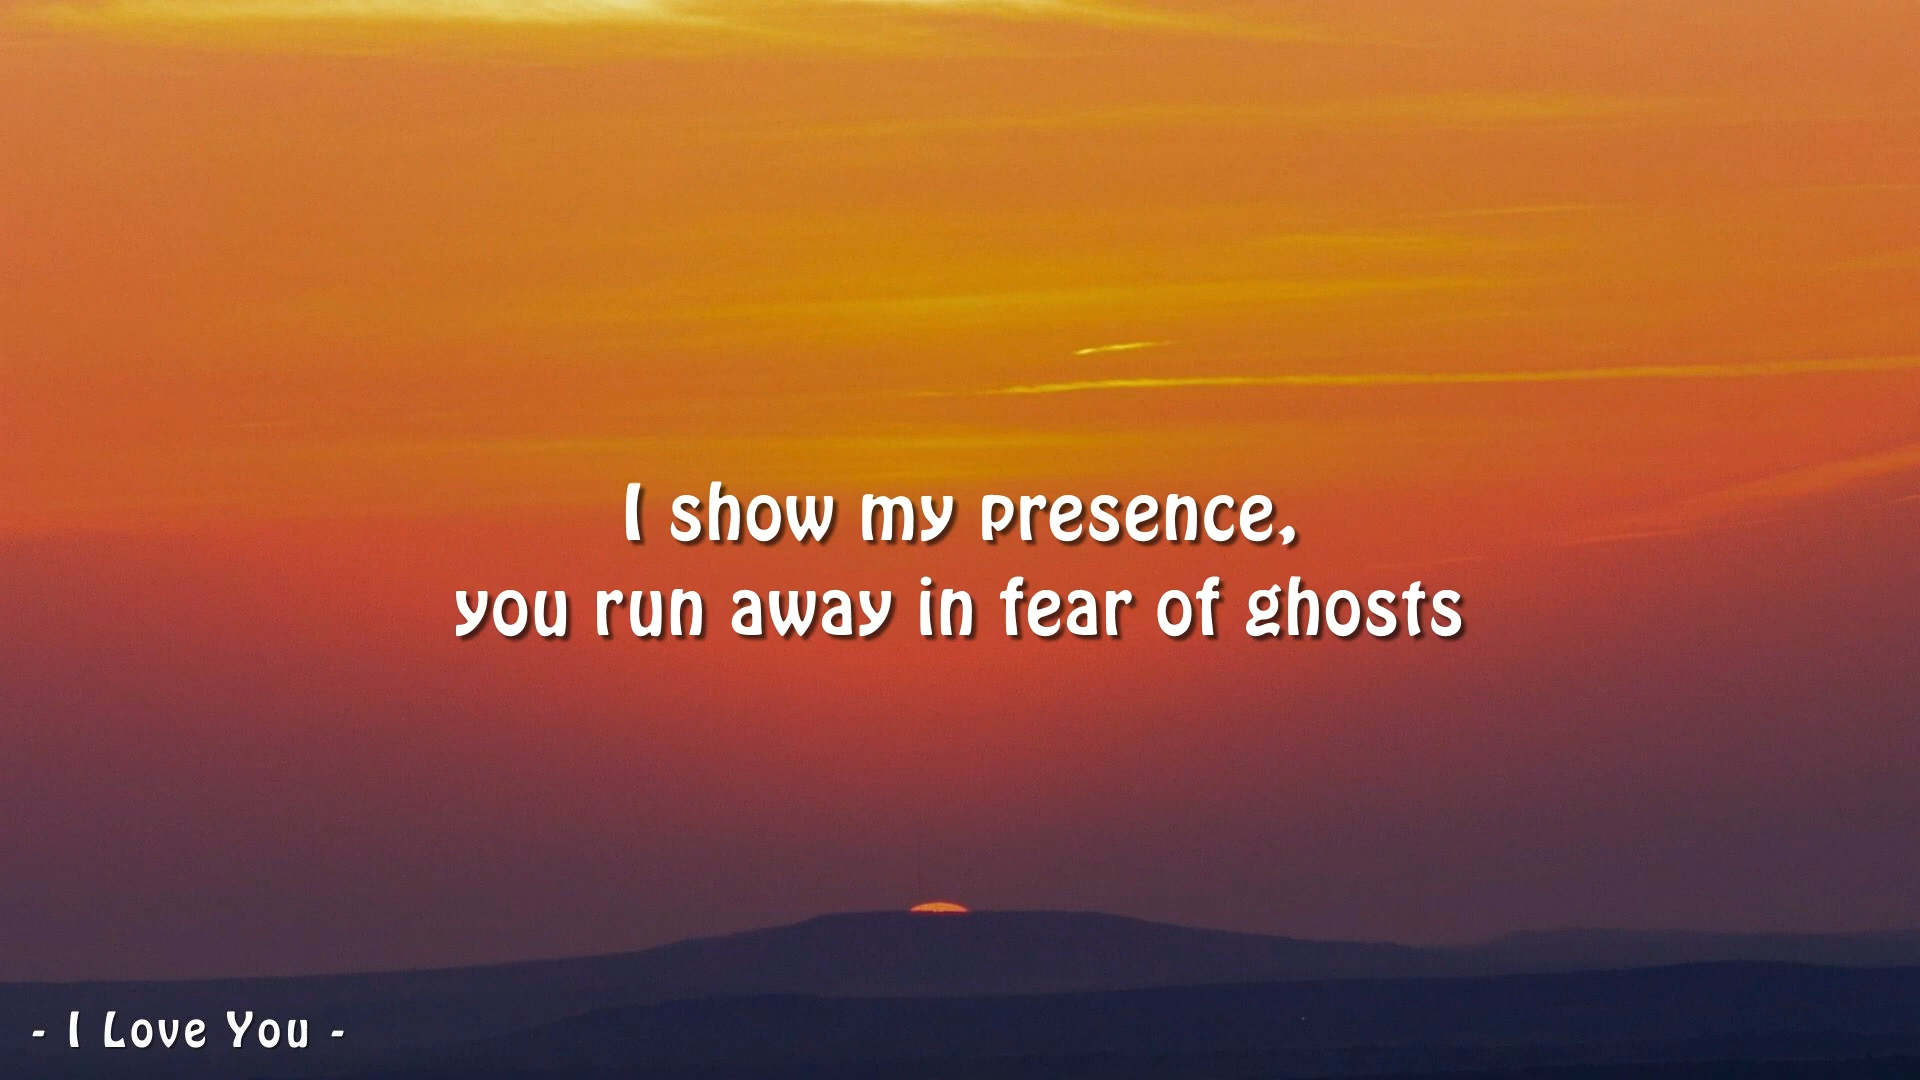 I show my presence,
you run away in fear of ghosts
- I Love You -